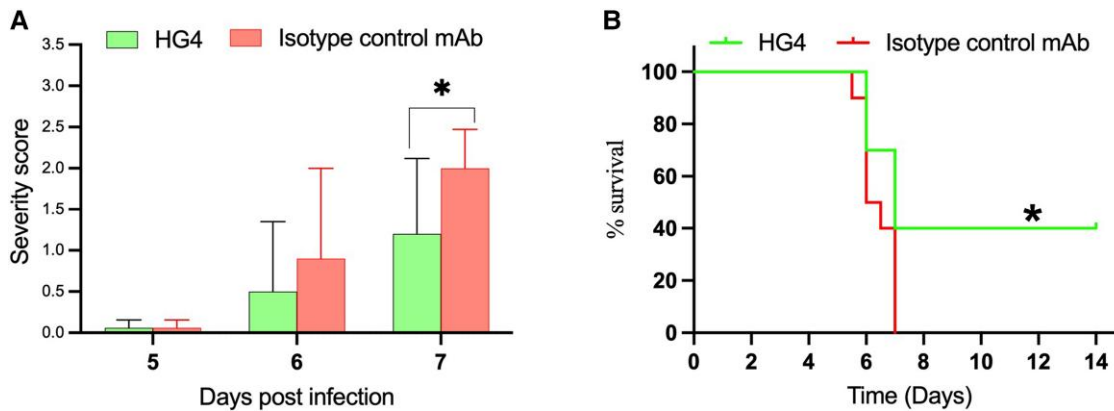 A
HG4
Isotype control mAb
3.5
3.0
2.5
2.0
1.5
1.0
0.5
0.0
Severity score
*
5
6
7
Days post infection
B
HG4
Isotype control mAb
100
80
60
40
20
0
% survival
*
0
2
4
6
8
10
12
14
Time (Days)